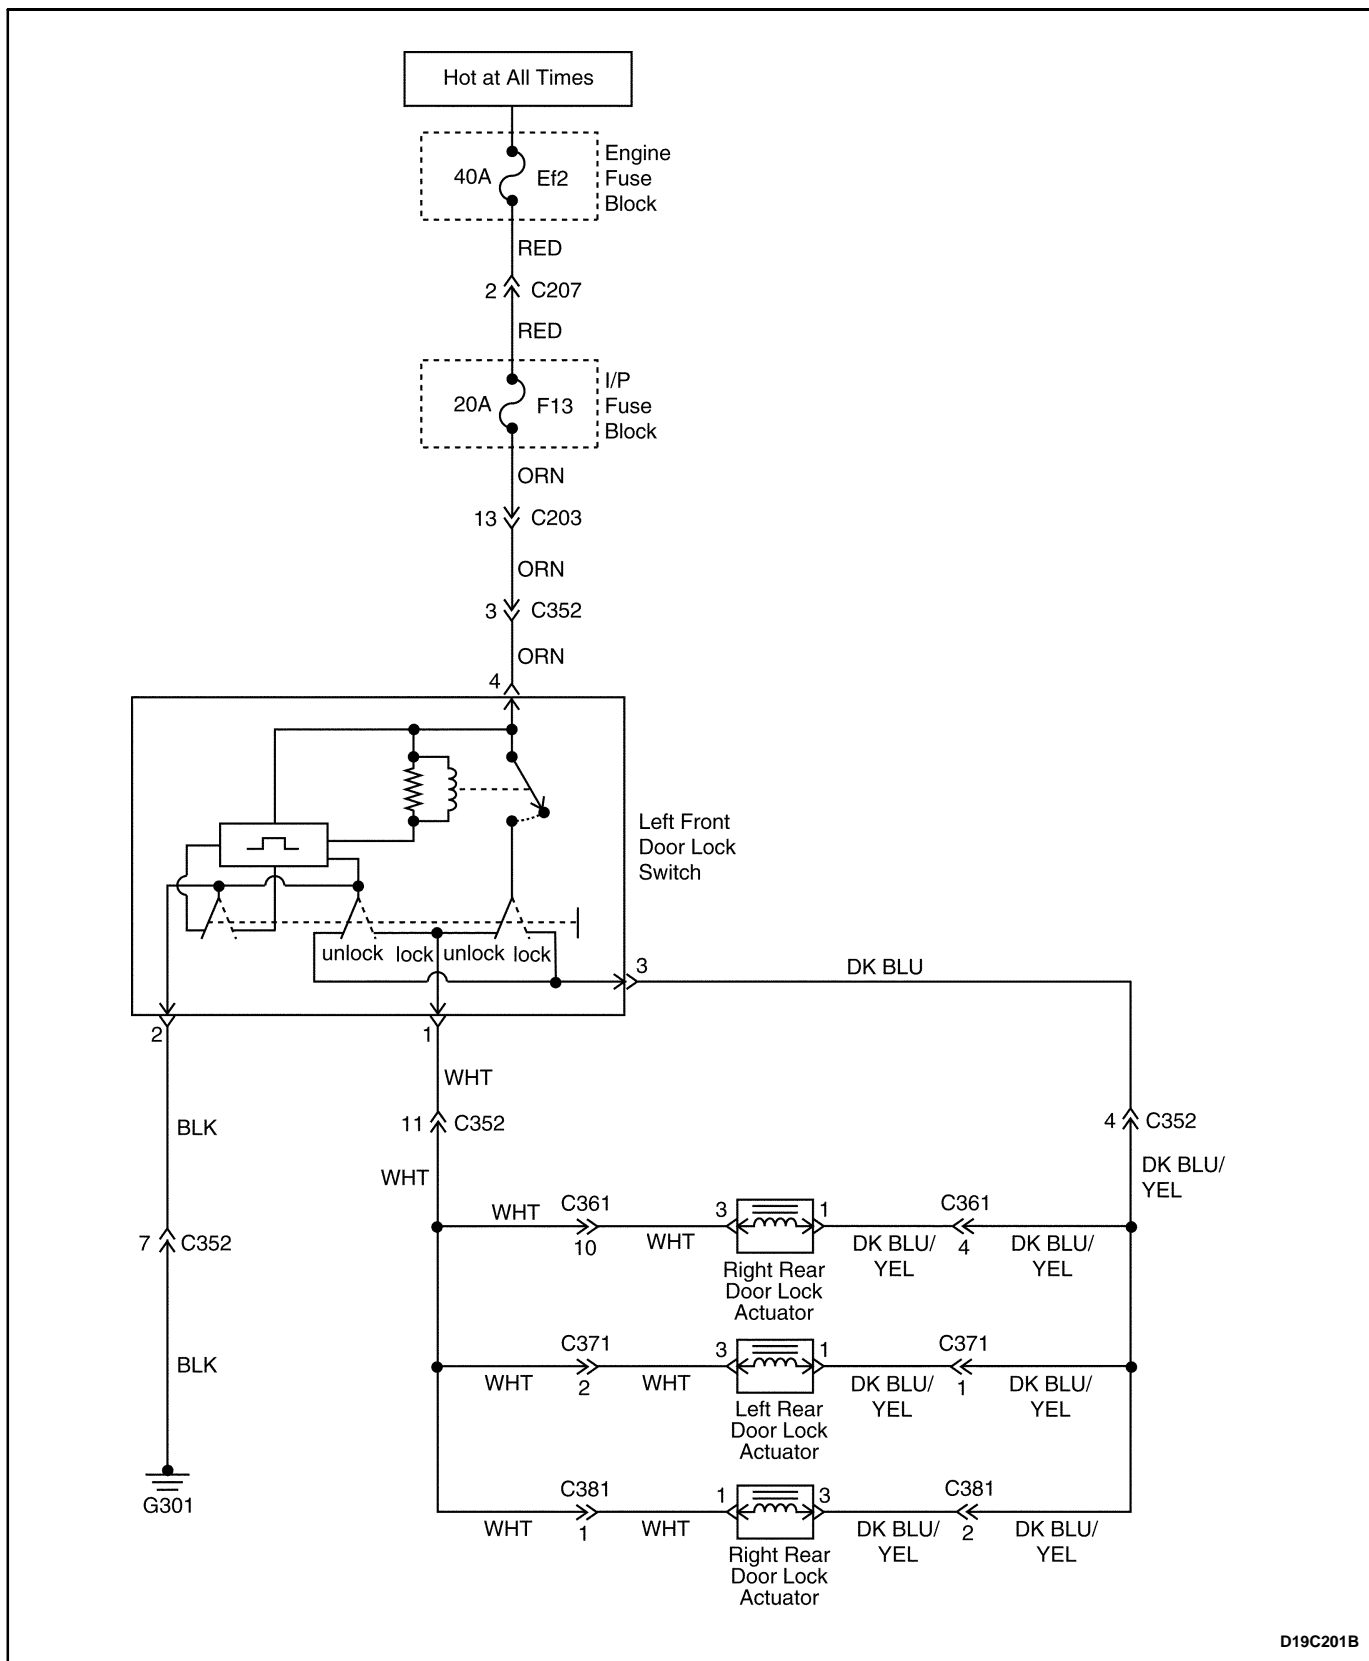 Hot at All Times
Engine
Fuse
Block
40A
Ef2
RED
2
C207
RED
I/P
Fuse
Block
20A
F13
ORN
13
C203
ORN
3
C352
ORN
4
Left Front
Door Lock
Switch
unlock
lock
unlock
lock
3
DK BLU
2
1
WHT
BLK
11
C352
4
C352
WHT
DK BLU/
YEL
7
C352
WHT
C361
10
WHT
3
1
C361
4
DK BLU/
YEL
DK BLU/
YEL
Right Rear
Door Lock
Actuator
BLK
C371
WHT
2
WHT
3
1
C371
1
DK BLU/
YEL
DK BLU/
YEL
Left Rear
Door Lock
Actuator
G301
C381
WHT
1
WHT
1
3
C381
2
DK BLU/
YEL
DK BLU/
YEL
Right Rear
Door Lock
Actuator
D19C201B